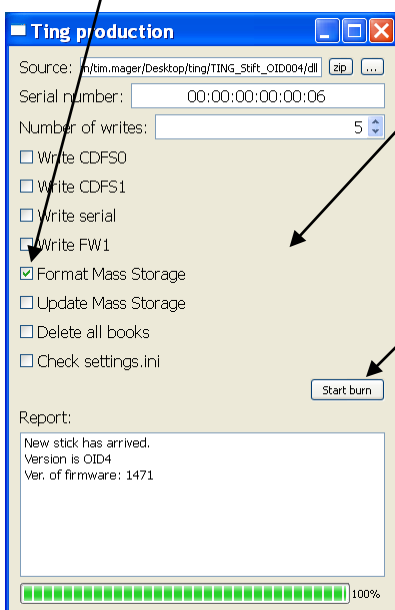 Ting production
Source: n/tim.mager/Desktop/ting/TING_Stift_OID004/dll zip ...
Serial number: 00:00:00:00:00:06
Number of writes: 5
Write CDFS0
Write CDFS1
Write serial
Write FW1
Format Mass Storage
Update Mass Storage
Delete all books
Check settings.ini
Start burn
Report:
New stick has arrived.
Version is OID4
Ver. of firmware: 1471
100%